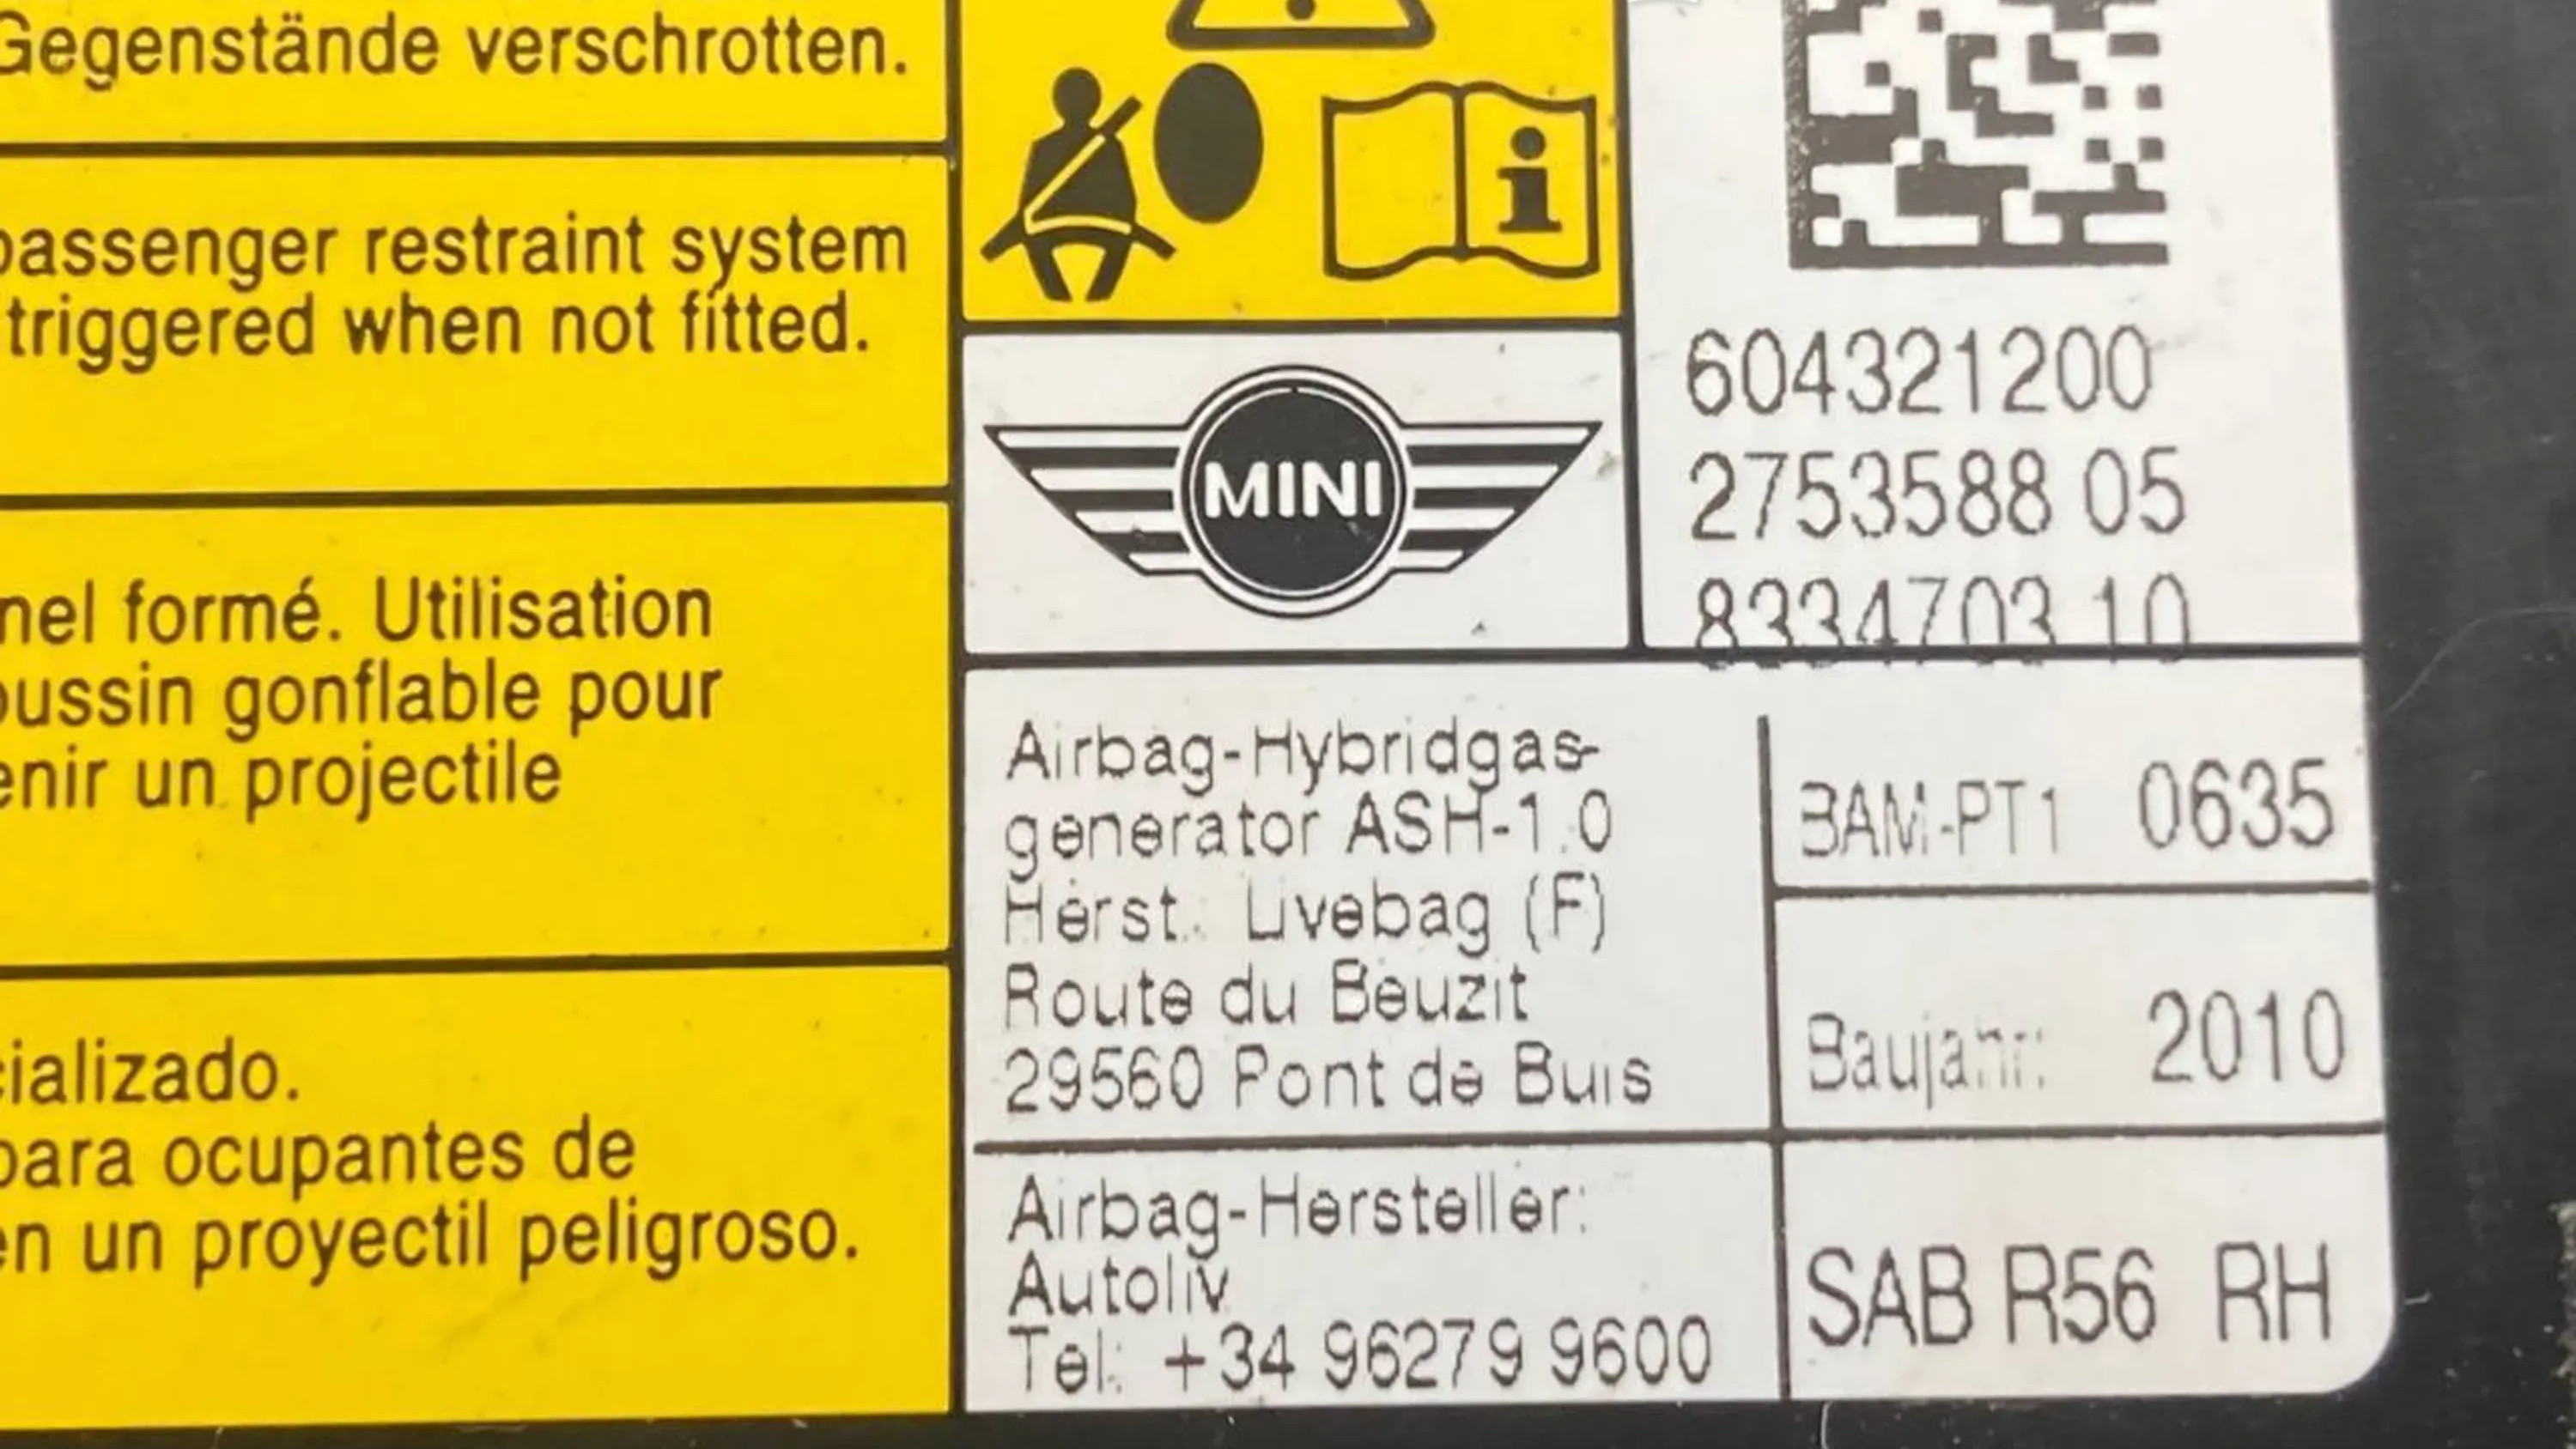 Gegenstände verschrotten.
passenger restraint system
triggered when not fitted.
nel formé. Utilisation
oussin gonflable pour
enir un projectile
cializado.
para ocupantes de
en un proyectil peligroso.
i
MINI
604321200
2753588 05
8334703 10
Airbag-Hybridgas-
generator ASH-1.0
Herst.: Livebag (F)
Route du Beuzit
29560 Pont de Buis
BAM-PT1 0635
Baujahr: 2010
Airbag-Hersteller:
Autoliv
Tel.: +34 96279 9600
SAB R56 RH